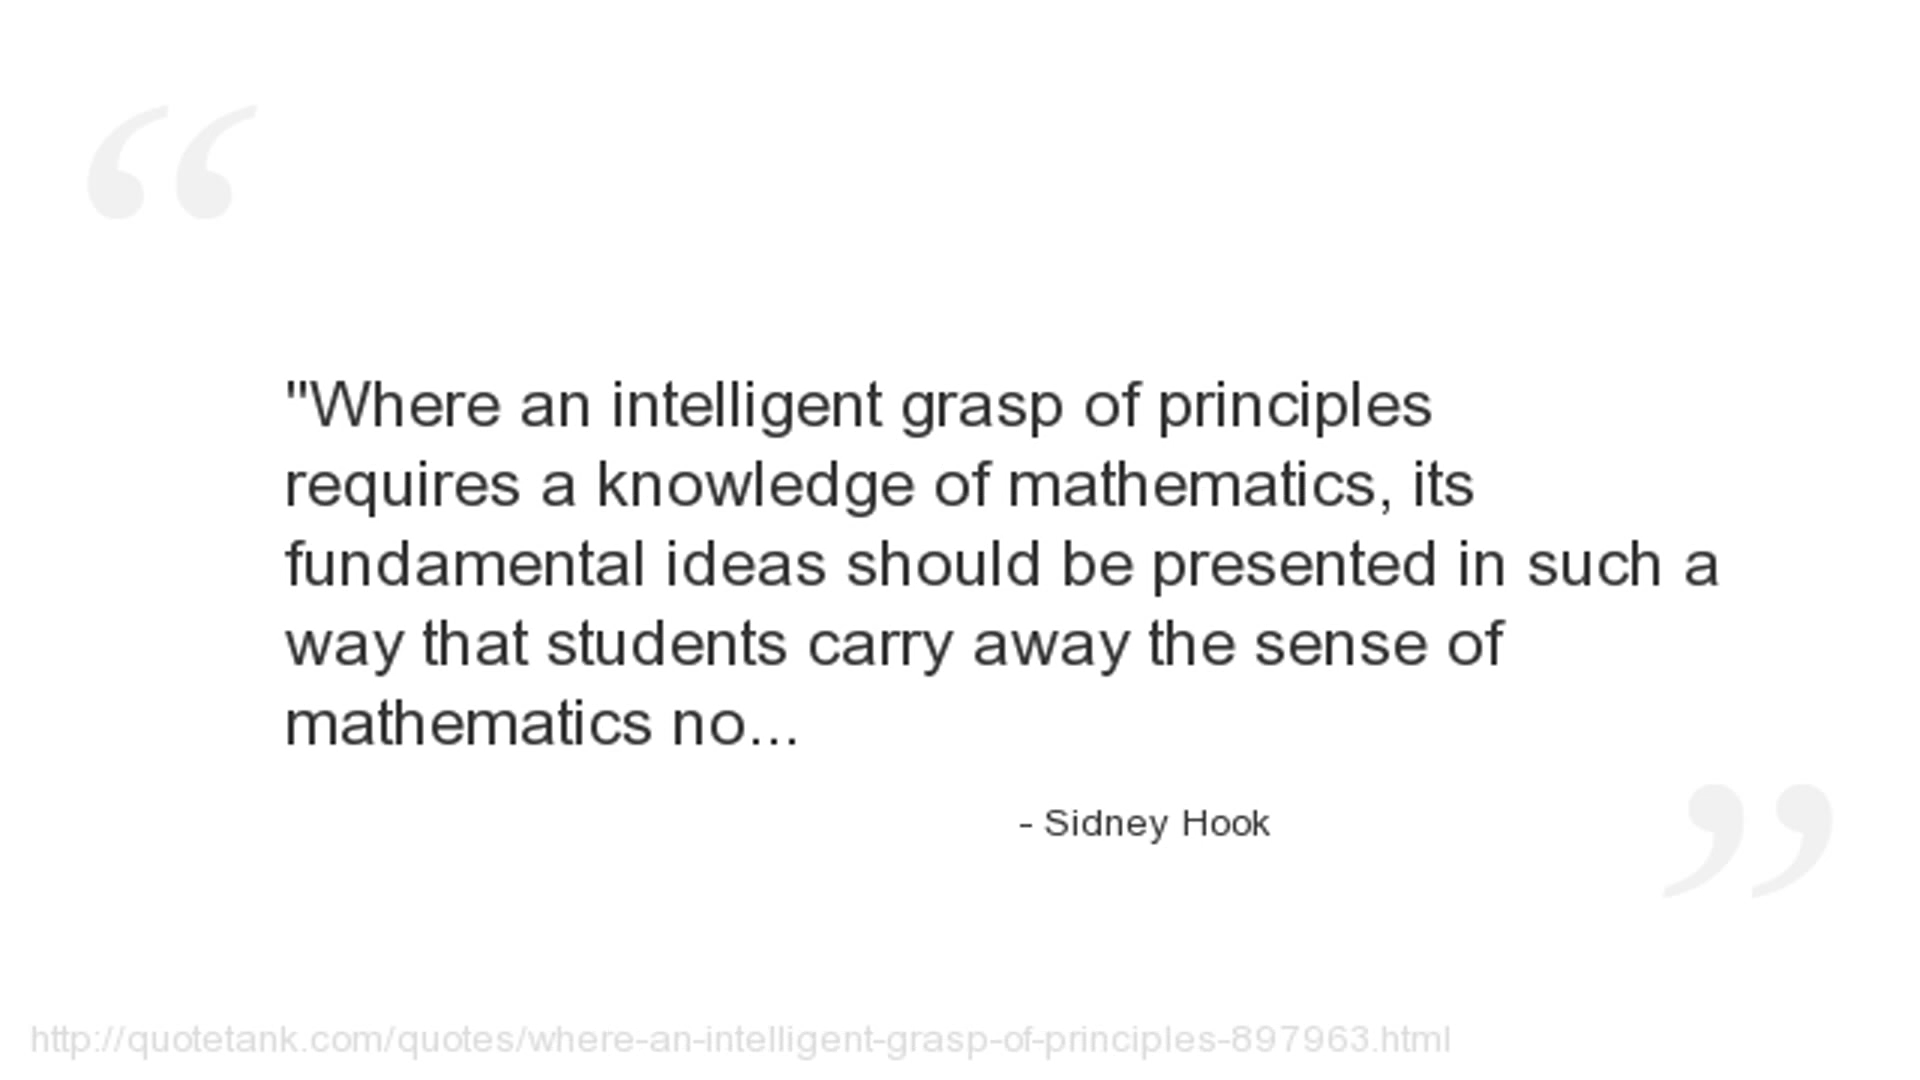 "Where an intelligent grasp of principles
requires a knowledge of mathematics, its
fundamental ideas should be presented in such a
way that students carry away the sense of
mathematics no...
- Sidney Hook
http://quotetank.com/quotes/where-an-intelligent-grasp-of-principles-897963.html